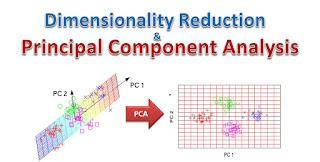 Dimensionality Reduction
&
Principal Component Analysis
PC 1
PC 2
PCA
PC 2
PC 1